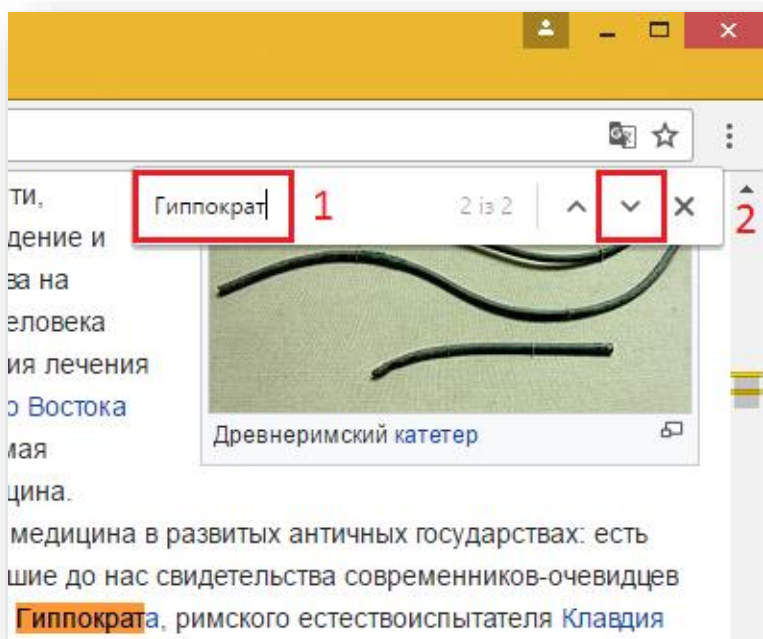 Гиппократ 1 2 із 2 2
ти,
дение и
ва на
еловека
ия лечения
о Востока
мая
цина.
Древнеримский катетер
медицина в развитых античных государствах: есть
шие до нас свидетельства современников-очевидцев
Гиппократа, римского естествоиспытателя Клавдия